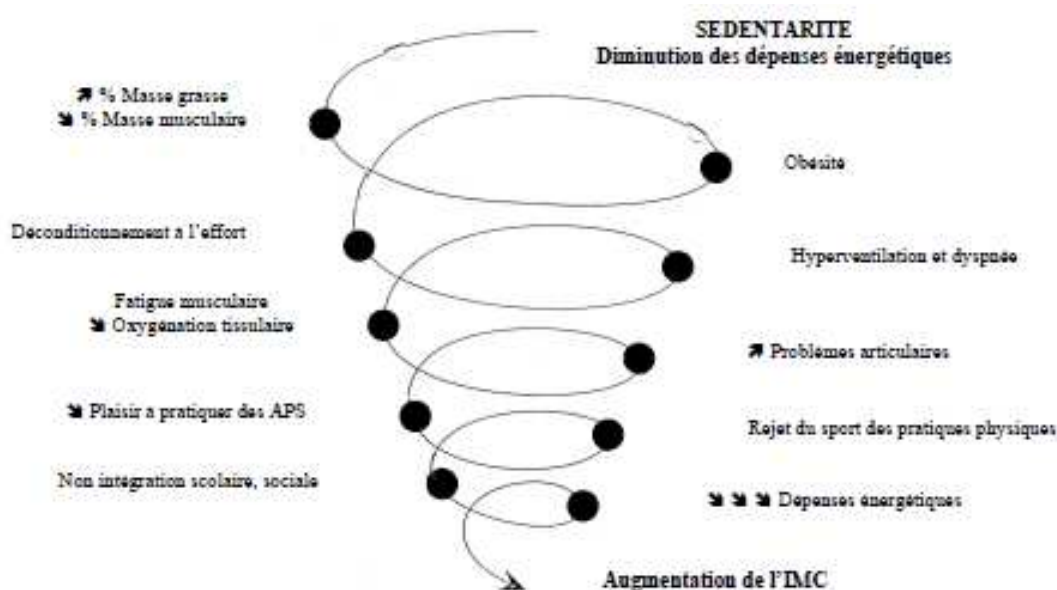 SEDENTARITE
Diminution des dépenses énergétiques
↗ % Masse grasse
↘ % Masse musculaire
Obésité
Déconditionnement à l'effort
Hyperventilation et dyspnée
Fatigue musculaire
↘ Oxygénation tissulaire
↗ Problèmes articulaires
↘ Plaisir à pratiquer des APS
Rejet du sport des pratiques physiques
Non intégration scolaire, sociale
↘ ↘ ↘ Dépenses énergétiques
Augmentation de l'IMC